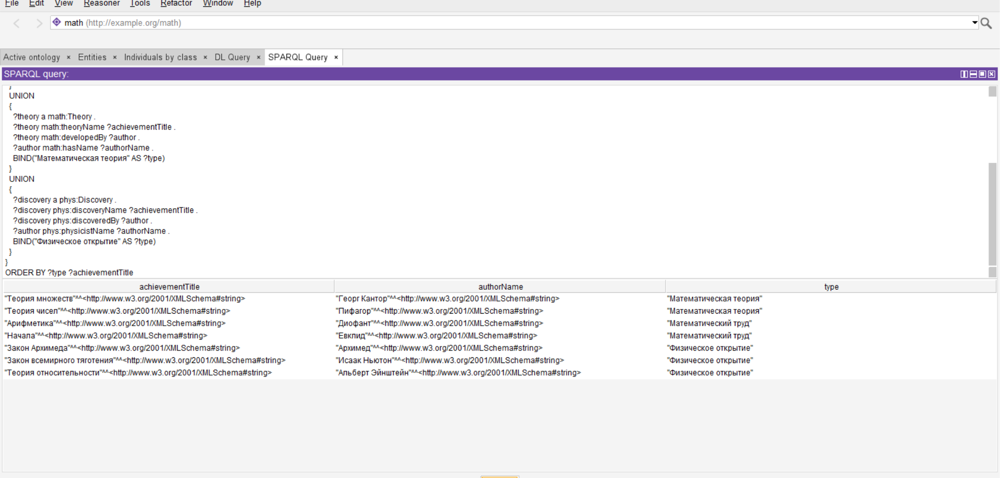 File Edit View Reasoner Tools Refactor Window Help
math (http://example.org/math)
Active ontology × Entities × Individuals by class × DL Query × SPARQL Query ×
SPARQL query:
}
UNION
{
?theory a math:Theory .
?theory math:theoryName ?achievementTitle .
?theory math:developedBy ?author .
?author math:hasName ?authorName .
BIND("Математическая теория" AS ?type)
}
UNION
{
?discovery a phys:Discovery .
?discovery phys:discoveryName ?achievementTitle .
?discovery phys:discoveredBy ?author .
?author phys:physicistName ?authorName .
BIND("Физическое открытие" AS ?type)
}
}
ORDER BY ?type ?achievementTitle
achievementTitle authorName type
"Теория множеств"^^<http://www.w3.org/2001/XMLSchema#string> "Георг Кантор"^^<http://www.w3.org/2001/XMLSchema#string> "Математическая теория"
"Теория чисел"^^<http://www.w3.org/2001/XMLSchema#string> "Пифагор"^^<http://www.w3.org/2001/XMLSchema#string> "Математическая теория"
"Арифметика"^^<http://www.w3.org/2001/XMLSchema#string> "Диофант"^^<http://www.w3.org/2001/XMLSchema#string> "Математический труд"
"Начала"^^<http://www.w3.org/2001/XMLSchema#string> "Евклид"^^<http://www.w3.org/2001/XMLSchema#string> "Математический труд"
"Закон Архимеда"^^<http://www.w3.org/2001/XMLSchema#string> "Архимед"^^<http://www.w3.org/2001/XMLSchema#string> "Физическое открытие"
"Закон всемирного тяготения"^^<http://www.w3.org/2001/XMLSchema#string> "Исаак Ньютон"^^<http://www.w3.org/2001/XMLSchema#string> "Физическое открытие"
"Теория относительности"^^<http://www.w3.org/2001/XMLSchema#string> "Альберт Эйнштейн"^^<http://www.w3.org/2001/XMLSchema#string> "Физическое открытие"